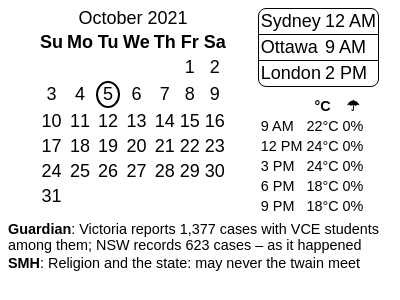 October 2021
Su Mo Tu We Th Fr Sa
1 2
3 4 5 6 7 8 9
10 11 12 13 14 15 16
17 18 19 20 21 22 23
24 25 26 27 28 29 30
31
Sydney 12 AM
Ottawa 9 AM
London 2 PM
°C ☂
9 AM 22°C 0%
12 PM 24°C 0%
3 PM 24°C 0%
6 PM 18°C 0%
9 PM 18°C 0%
Guardian: Victoria reports 1,377 cases with VCE students
among them; NSW records 623 cases – as it happened
SMH: Religion and the state: may never the twain meet